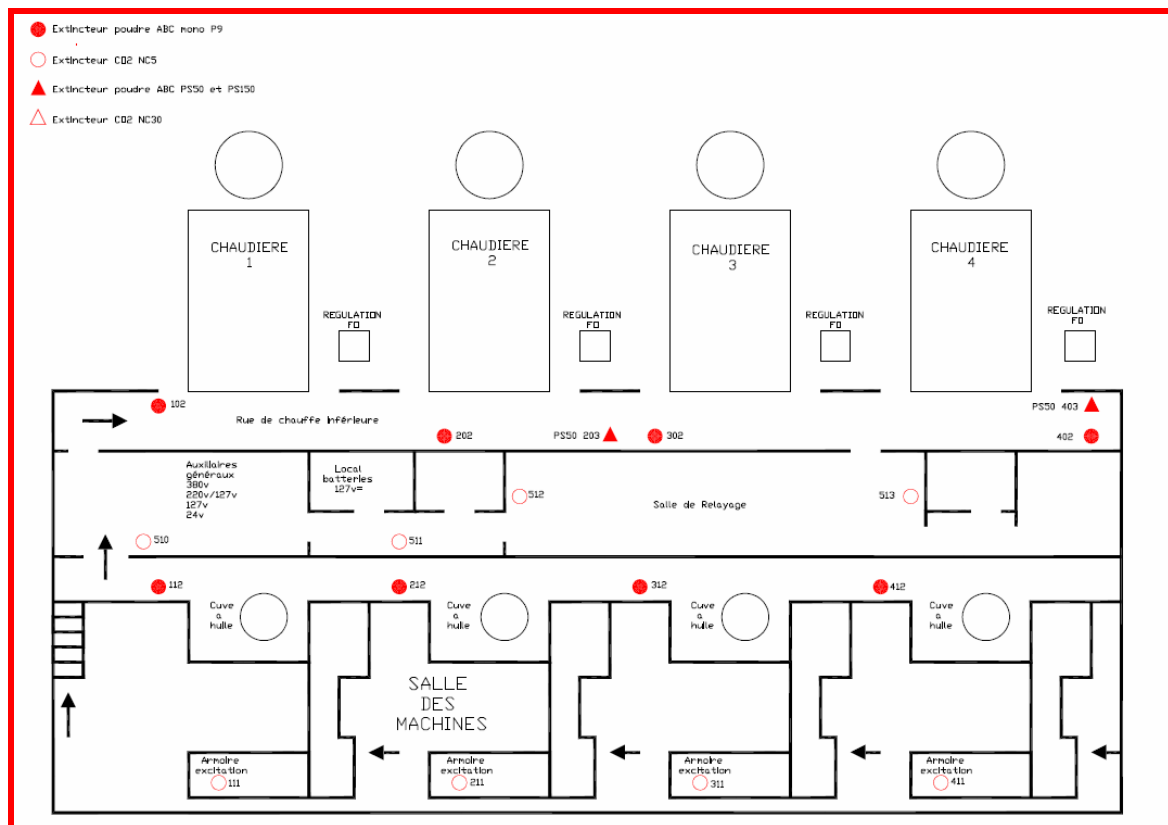 Extincteur poudre ABC mono P9
Extincteur CO2 NC5
Extincteur poudre ABC PS50 et PS150
Extincteur CO2 NC30
CHAUDIERE
1
CHAUDIERE
2
CHAUDIERE
3
CHAUDIERE
4
REGULATION
FO
REGULATION
FO
REGULATION
FO
REGULATION
FO
102
Rue de chauffe inférieure
202
PS50 203
302
PS50 403
402
Auxiliaires
généraux
380v
220v/127v
127v
24v
Local
batteries
127v=
512
Salle de Relayage
513
510
511
112
212
312
412
Cuve
a
huile
Cuve
a
huile
Cuve
a
huile
Cuve
a
huile
SALLE
DES
MACHINES
Armoire
excitation
111
Armoire
excitation
211
Armoire
excitation
311
Armoire
excitation
411